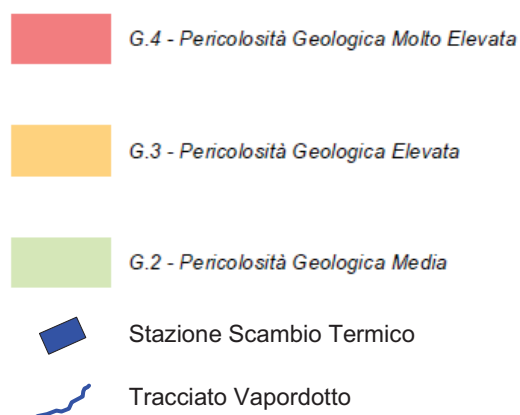 G.4 - Pericolosità Geologica Molto Elevata
G.3 - Pericolosità Geologica Elevata
G.2 - Pericolosità Geologica Media
Stazione Scambio Termico
Tracciato Vapordotto